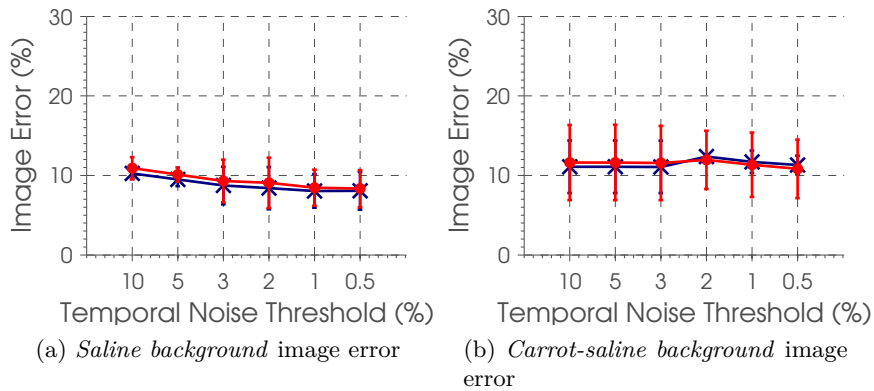 30
20
10
0
Image Error (%)
10 5 3 2 1 0.5
Temporal Noise Threshold (%)
(a) Saline background image error
30
20
10
0
Image Error (%)
10 5 3 2 1 0.5
Temporal Noise Threshold (%)
(b) Carrot-saline background image
error